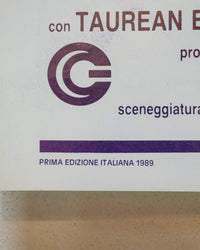 con TAUREAN B
pro
sceneggiatura
PRIMA EDIZIONE ITALIANA 1989